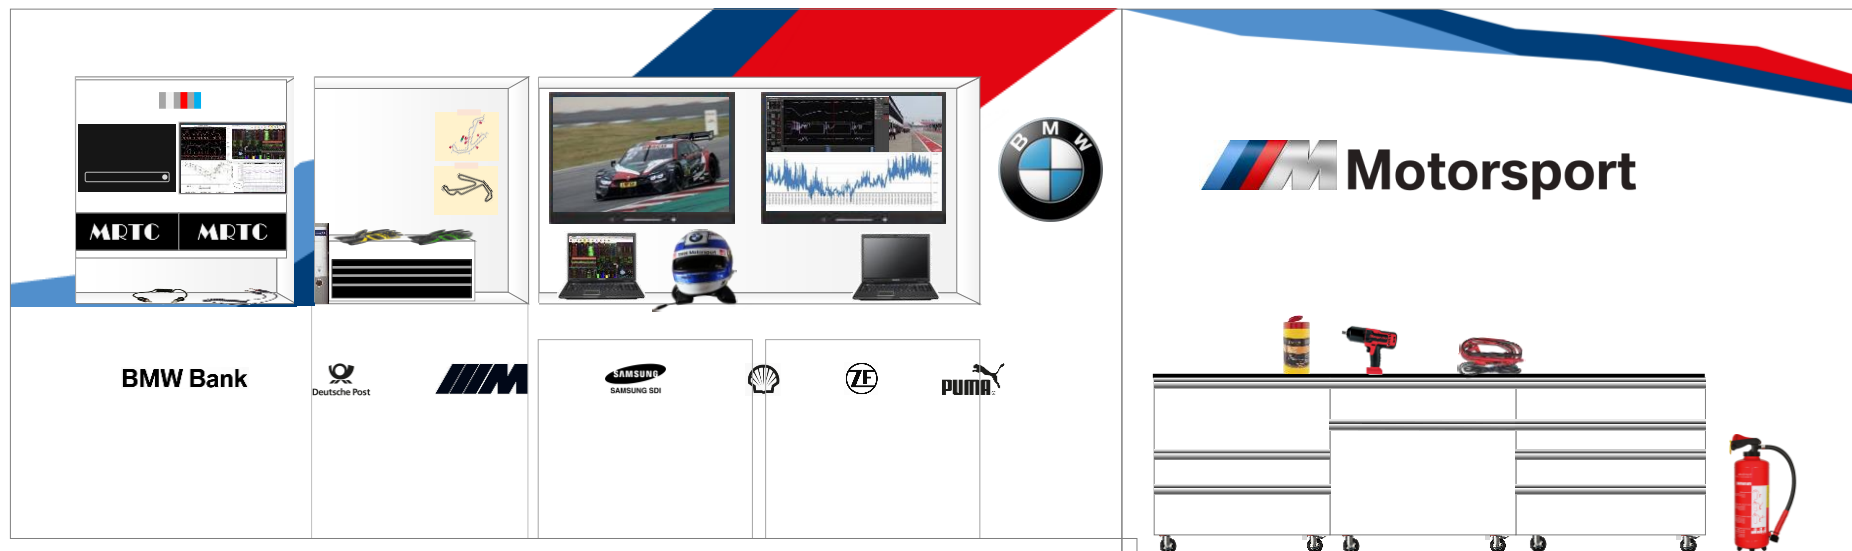 MRTC MRTC
BMW
Motorsport
BMW Bank
Deutsche Post
SAMSUNG
SAMSUNG SDI
ZF
PUMA